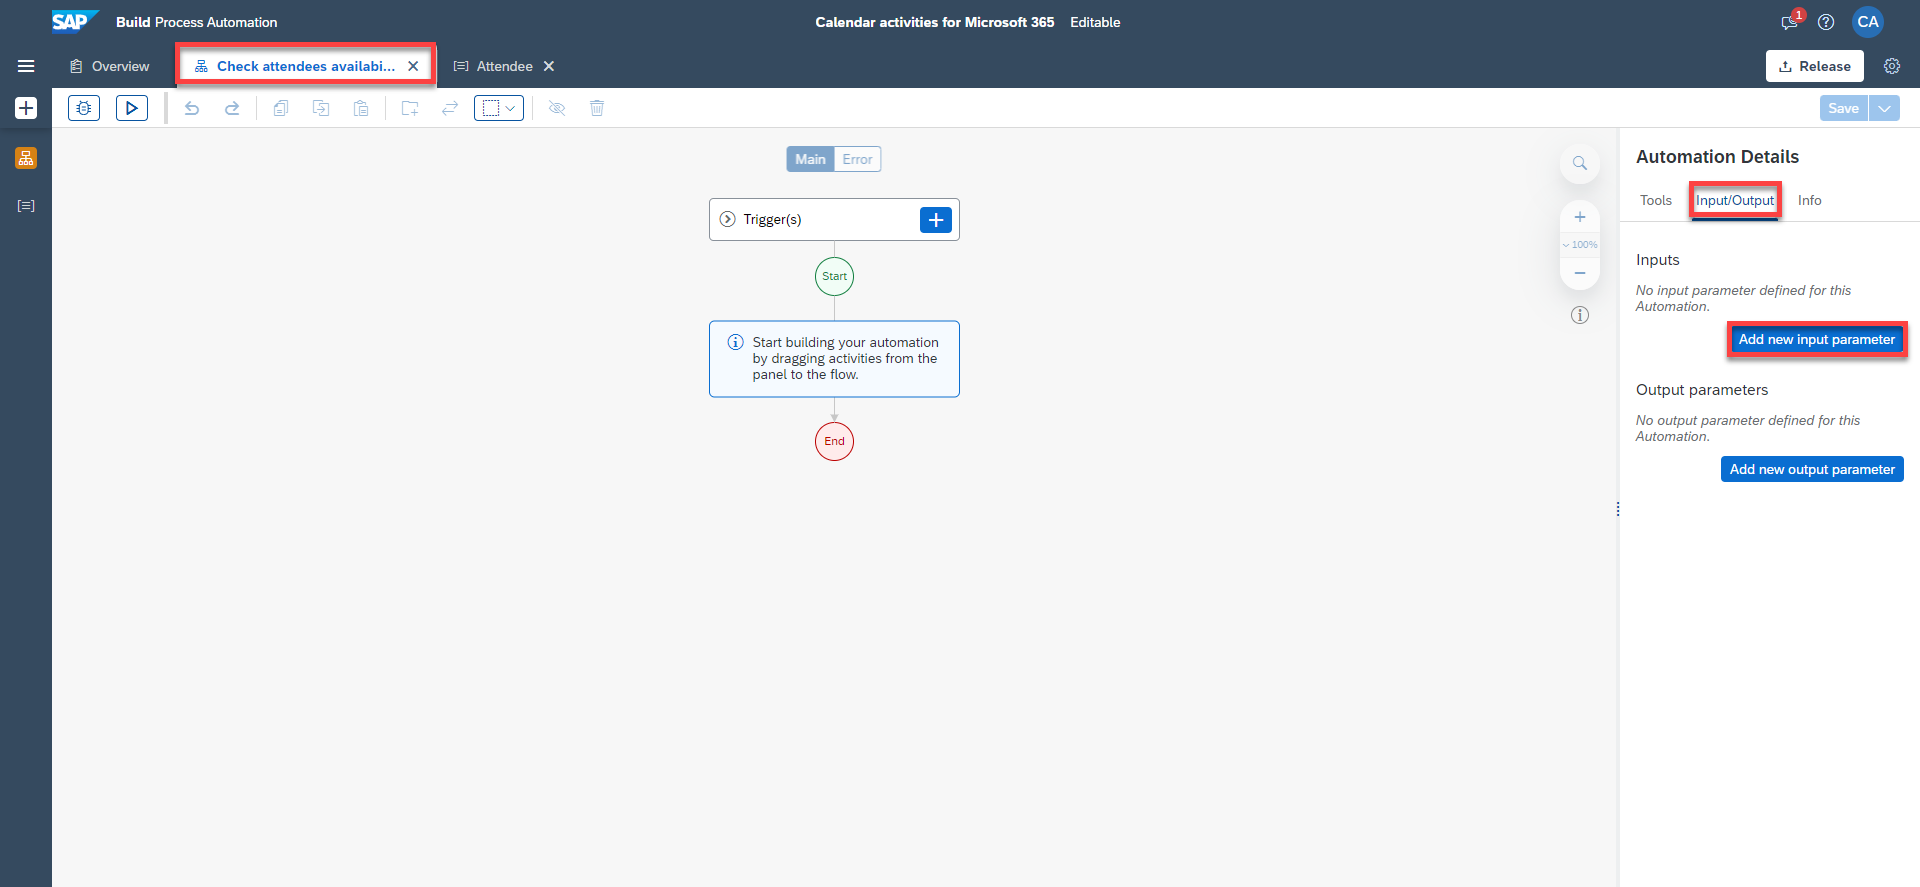 SAP Build Process Automation
Calendar activities for Microsoft 365 Editable
1
CA
Overview
Check attendees availabi...
Attendee
Release
Save
Main Error
Trigger(s)
Start
Start building your automation
by dragging activities from the
panel to the flow.
End
100%
Automation Details
Tools Input/Output Info
Inputs
No input parameter defined for this
Automation.
Add new input parameter
Output parameters
No output parameter defined for this
Automation.
Add new output parameter